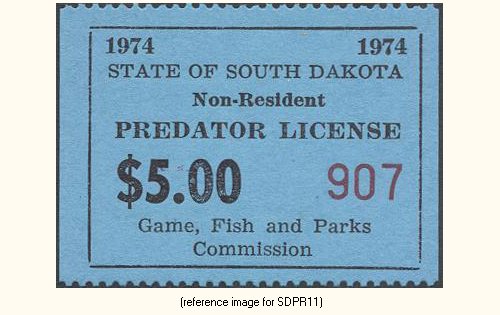 1974 1974
STATE OF SOUTH DAKOTA
Non-Resident
PREDATOR LICENSE
$5.00 907
Game, Fish and Parks
Commission
(reference image for SDPR11)